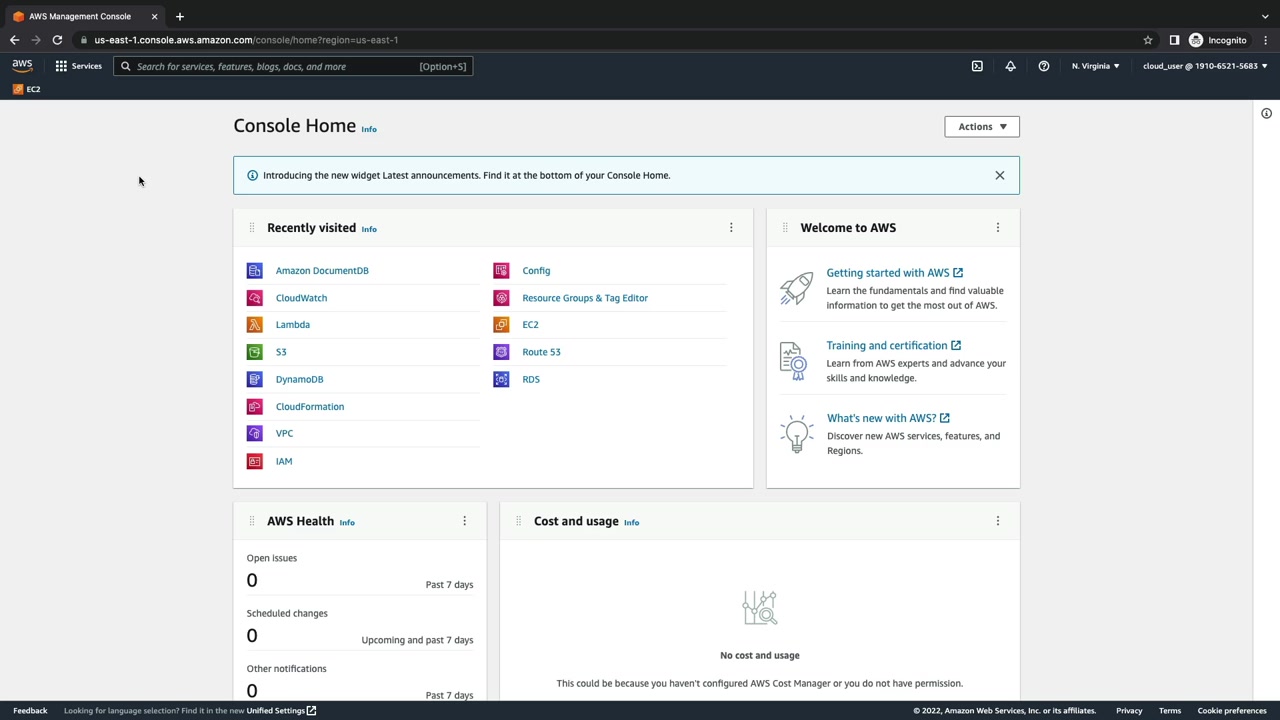 AWS Management Console
us-east-1.console.aws.amazon.com/console/home?region=us-east-1
Incognito
aws
Services
Search for services, features, blogs, docs, and more
[Option+S]
N. Virginia
cloud_user @ 1910-6521-5683
EC2
Console Home Info
Actions
Introducing the new widget Latest announcements. Find it at the bottom of your Console Home.
Recently visited Info
Amazon DocumentDB
CloudWatch
Lambda
S3
DynamoDB
CloudFormation
VPC
IAM
Config
Resource Groups & Tag Editor
EC2
Route 53
RDS
Welcome to AWS
Getting started with AWS
Learn the fundamentals and find valuable
information to get the most out of AWS.
Training and certification
Learn from AWS experts and advance your
skills and knowledge.
What's new with AWS?
Discover new AWS services, features, and
Regions.
AWS Health Info
Open issues
0
Past 7 days
Scheduled changes
0
Upcoming and past 7 days
Other notifications
0
Past 7 days
Cost and usage Info
No cost and usage
This could be because you haven't configured AWS Cost Manager or you do not have permission.
Feedback
Looking for language selection? Find it in the new Unified Settings
© 2022, Amazon Web Services, Inc. or its affiliates.
Privacy
Terms
Cookie preferences